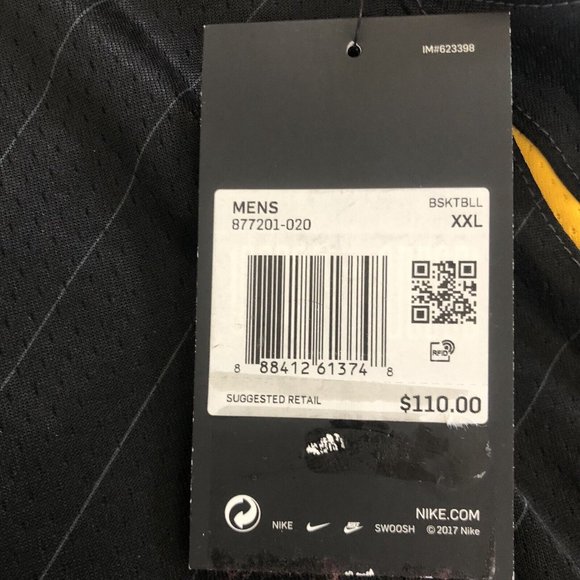 IM#623398
MENS BSKTBLL
877201-020 XXL
RFID
8 88412 61374 8
SUGGESTED RETAIL $110.00
NIKE.COM
NIKE SWOOSH © 2017 Nike